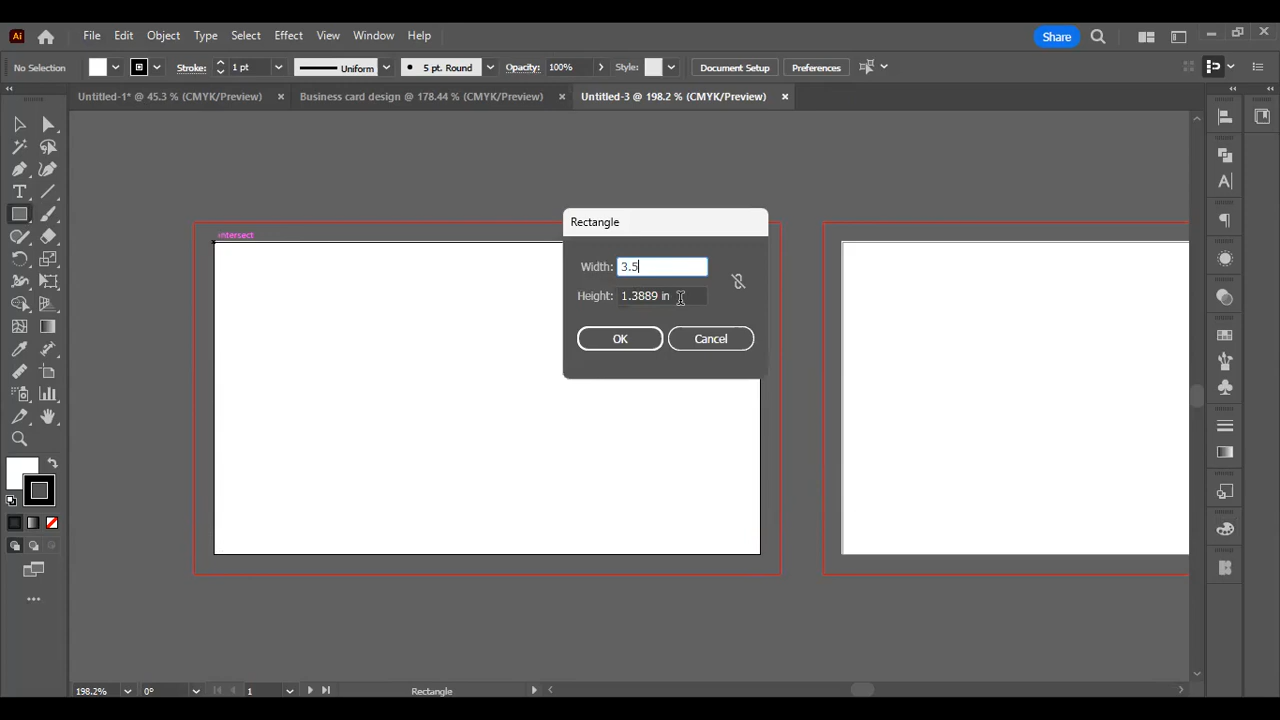 Ai File Edit Object Type Select Effect View Window Help Share
No Selection Stroke: 1 pt Uniform 5 pt. Round Opacity: 100% Style: Document Setup Preferences
Untitled-1* @ 45.3 % (CMYK/Preview) × Business card design @ 178.44 % (CMYK/Preview) × Untitled-3 @ 198.2 % (CMYK/Preview) ×
intersect
Rectangle
Width: 3.5
Height: 1.3889 in
OK Cancel
198.2% 0° 1 Rectangle